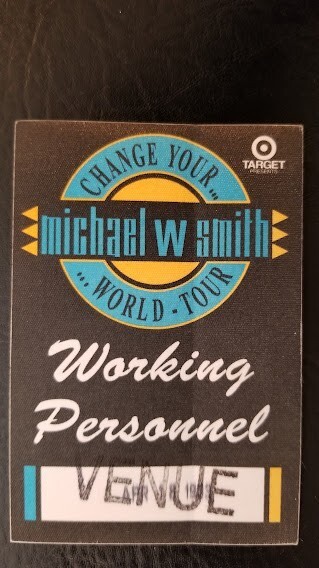 CHANGE YOUR...
TARGET
PRESENTS
michael w smith
...WORLD-TOUR
Working
Personnel
VENUE